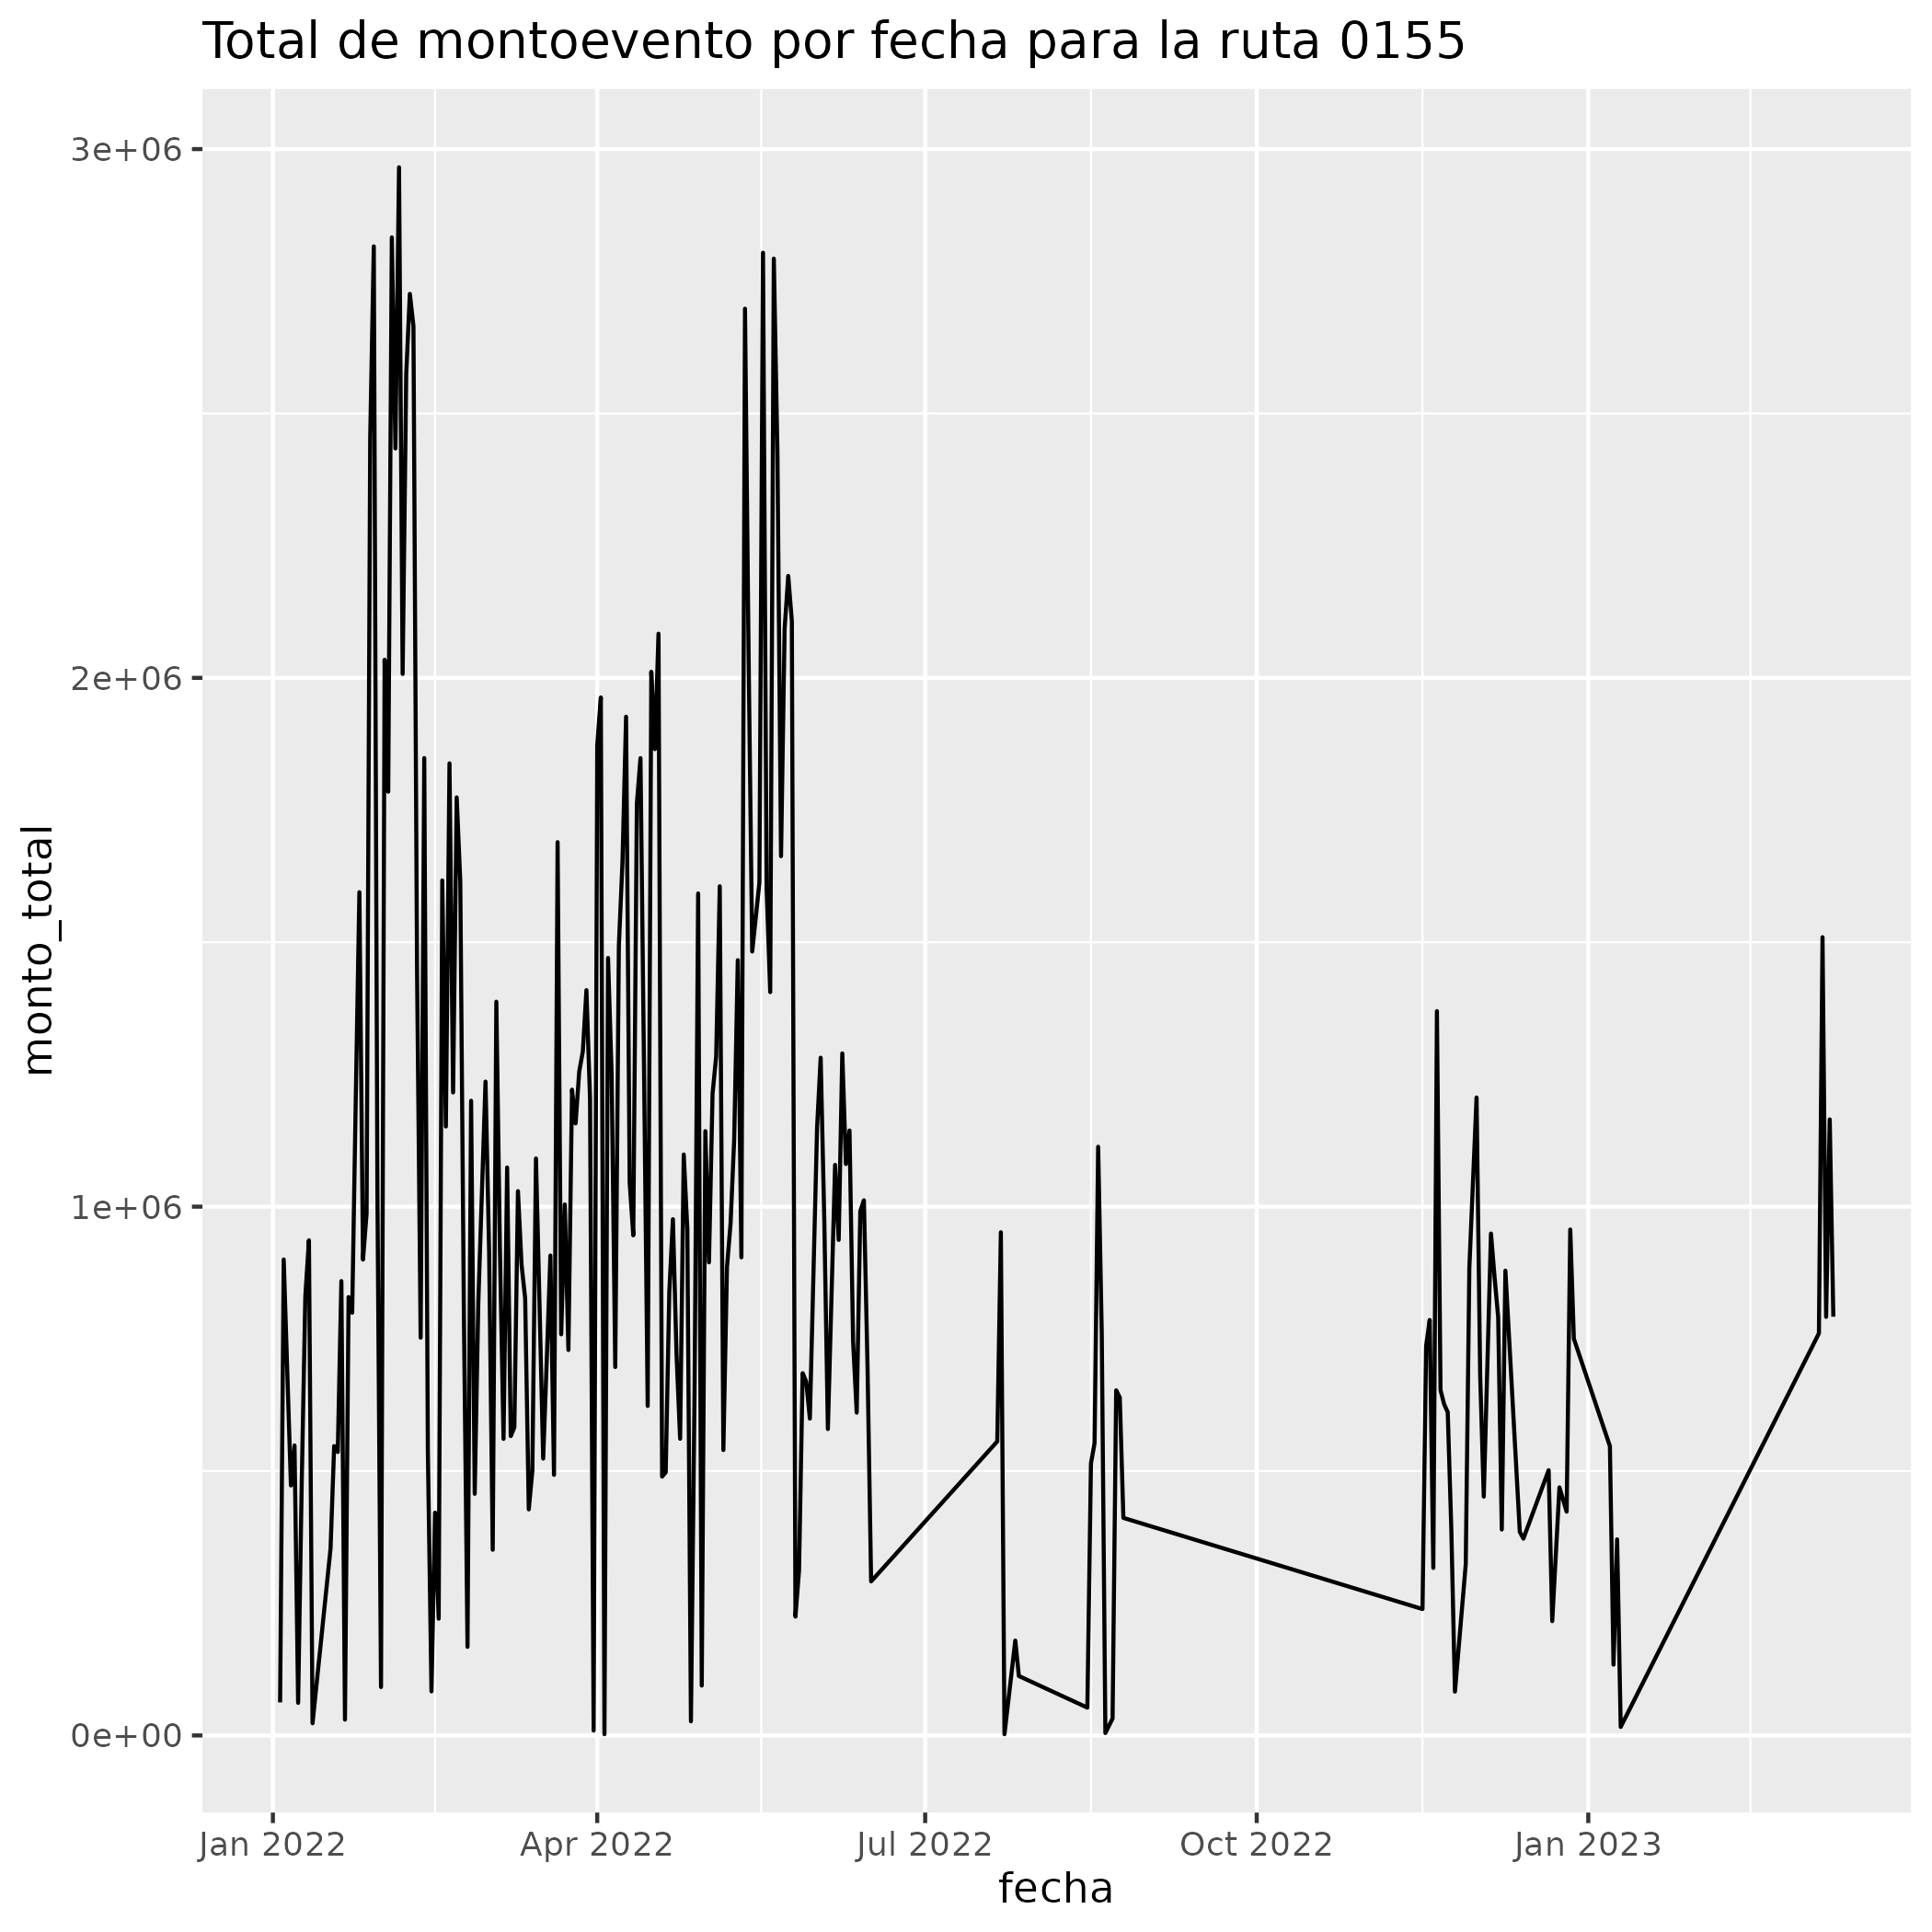 Total de montoevento por fecha para la ruta 0155
monto_total
3e+06
2e+06
1e+06
0e+00
Jan 2022 Apr 2022 Jul 2022 Oct 2022 Jan 2023
fecha